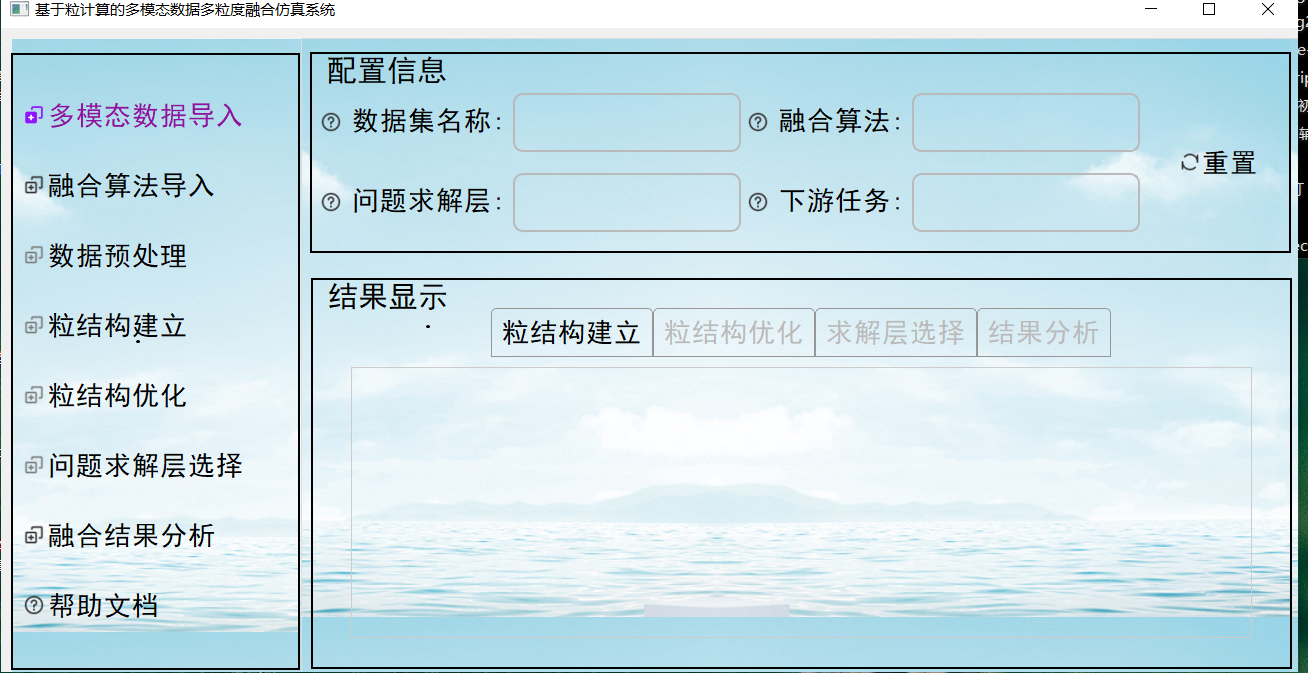 基于粒计算的多模态数据多粒度融合仿真系统
多模态数据导入
融合算法导入
数据预处理
粒结构建立
粒结构优化
问题求解层选择
融合结果分析
帮助文档
配置信息
数据集名称:
融合算法:
问题求解层:
下游任务:
重置
结果显示
粒结构建立 粒结构优化 求解层选择 结果分析